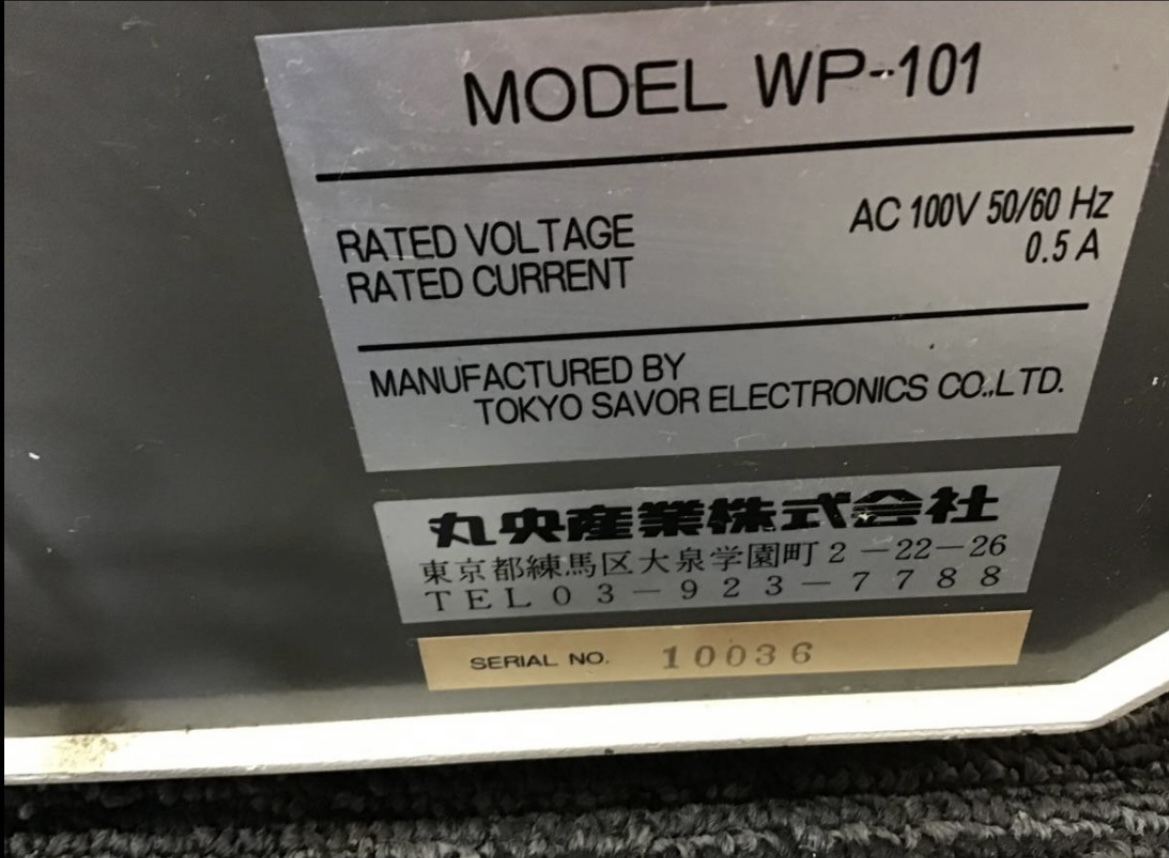 MODEL WP-101
RATED VOLTAGE AC 100V 50/60 Hz
RATED CURRENT 0.5 A
MANUFACTURED BY
TOKYO SAVOR ELECTRONICS CO.,LTD.
丸央産業株式会社
東京都練馬区大泉学園町2-22-26
TEL03-923-7788
SERIAL NO. 10036